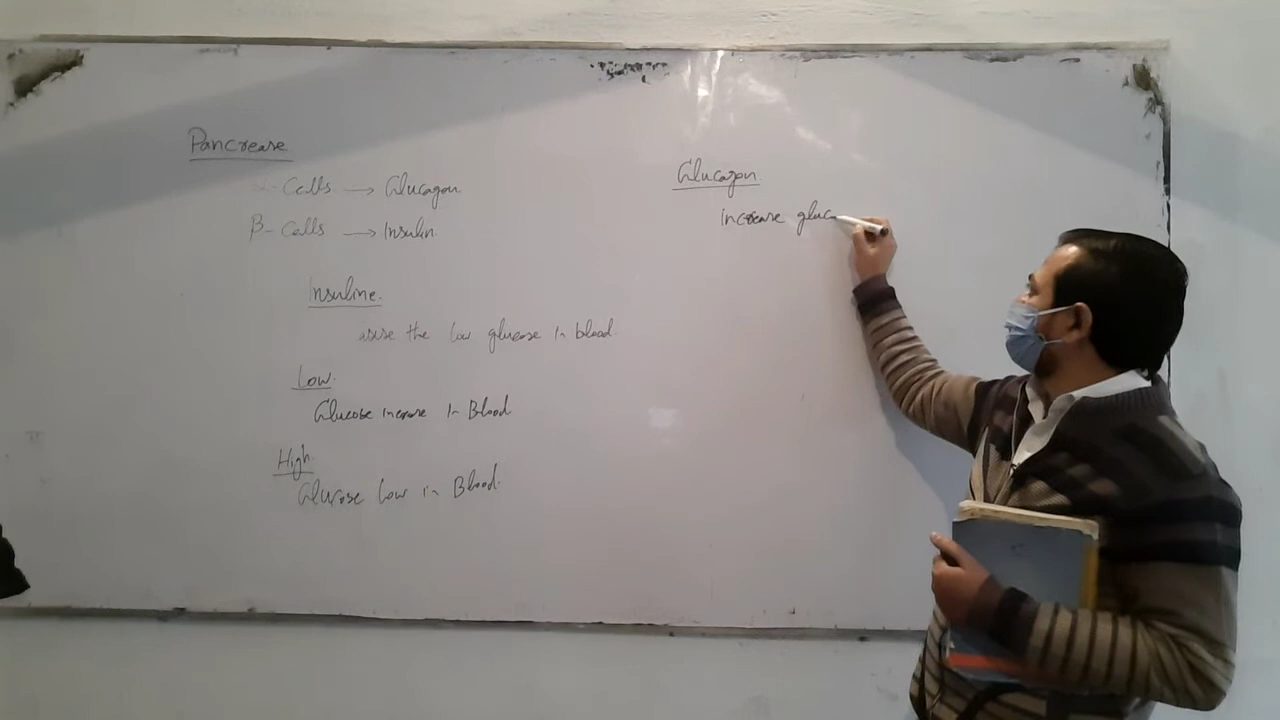 Pancrease
Cells → Glucagon
β- Cells → Insulin.
Insuline.
the low glucose in blood.
Low.
Glucose increase in Blood
High.
Glucose low in Blood.
Glucagon
increase gluco